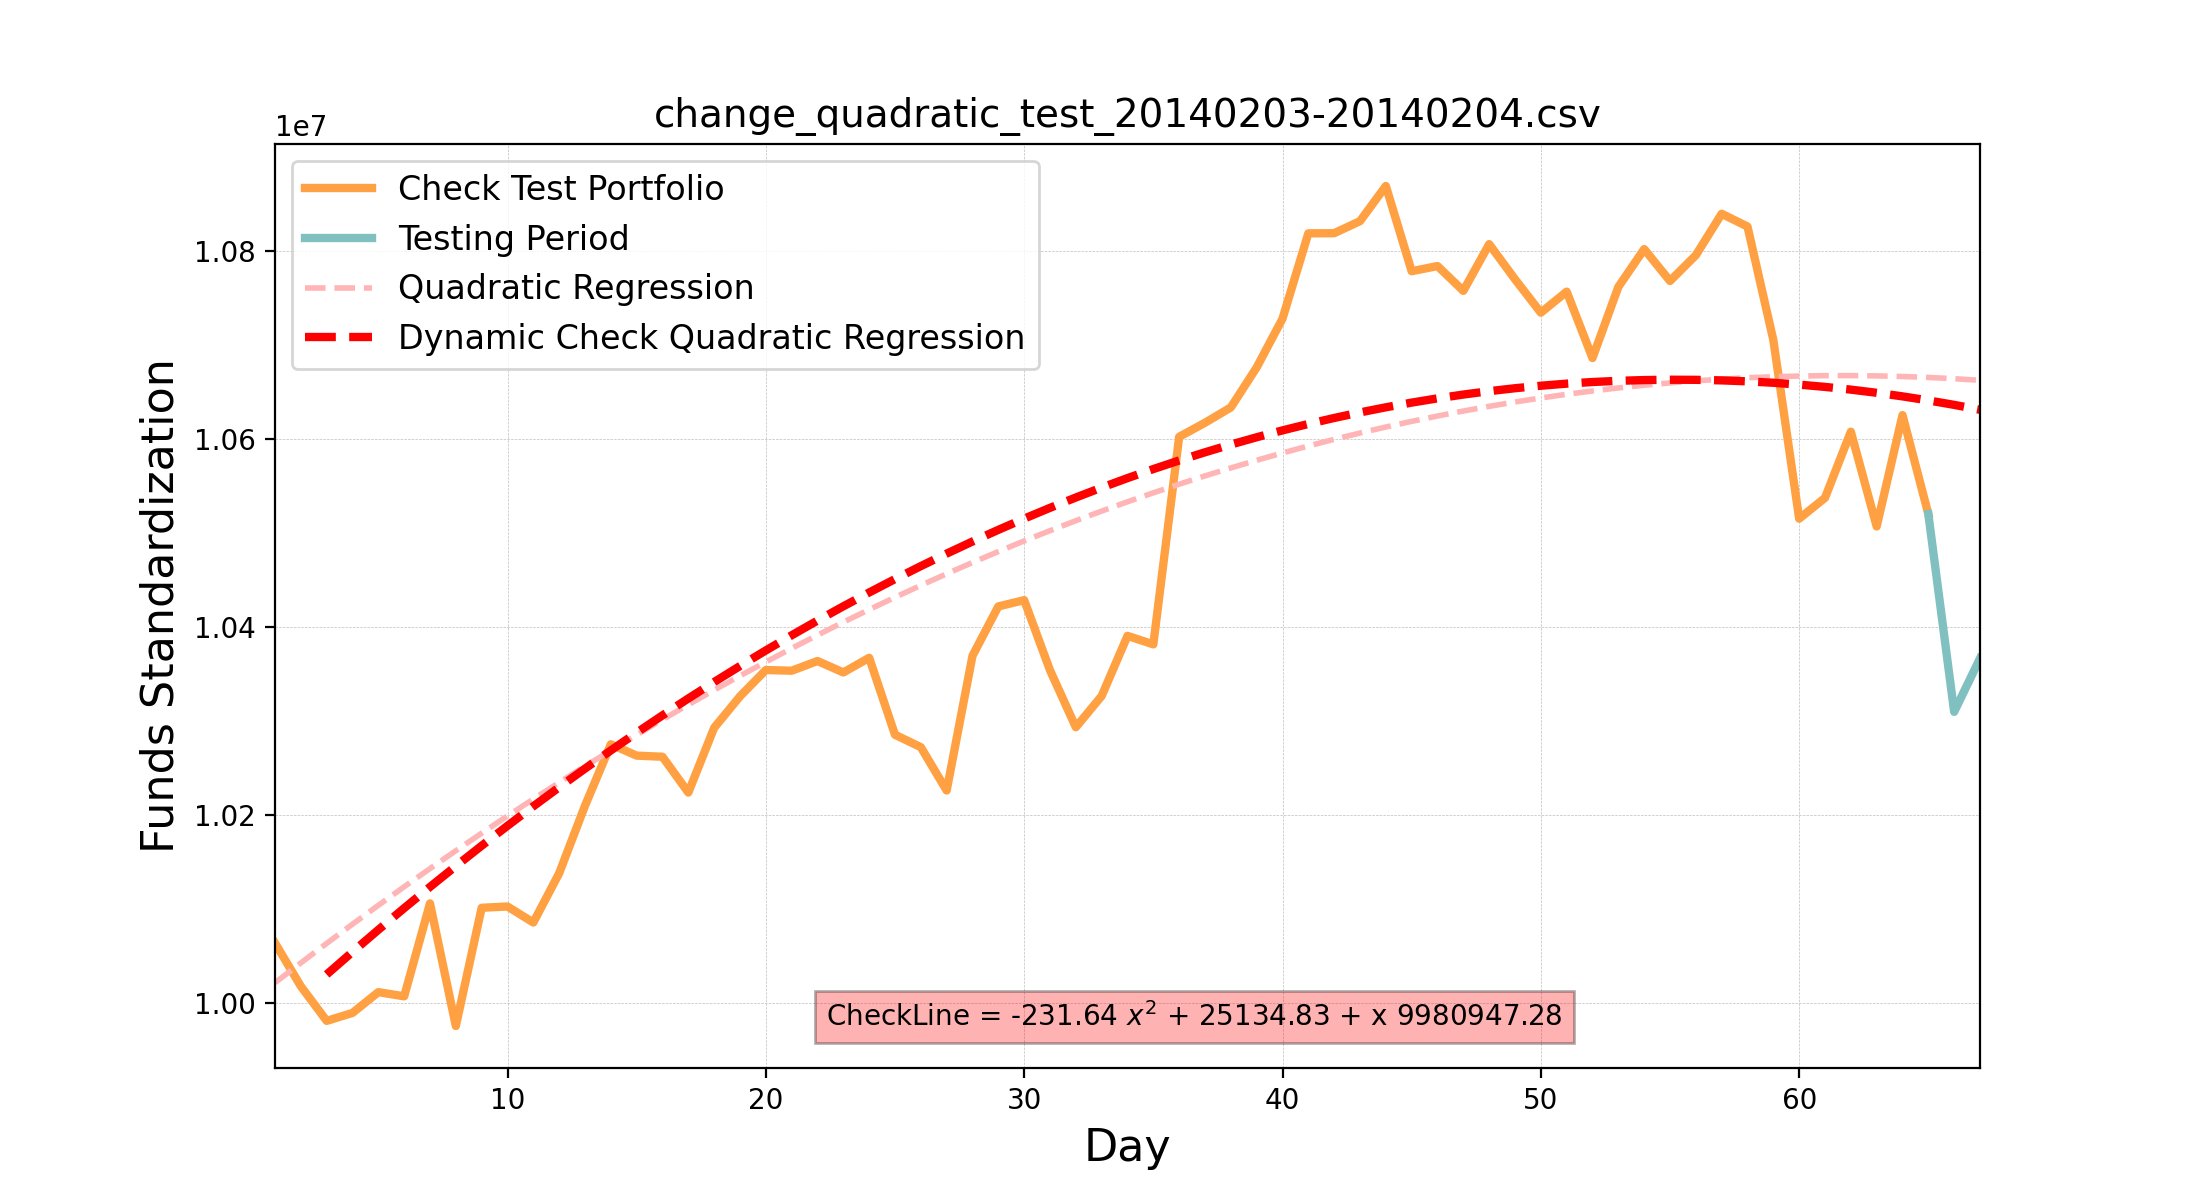 change_quadratic_test_20140203-20140204.csv
1e7
Check Test Portfolio
Testing Period
Quadratic Regression
Dynamic Check Quadratic Regression
1.08
1.06
1.04
1.02
1.00
Funds Standardization
CheckLine = -231.64 x² + 25134.83 + x 9980947.28
10 20 30 40 50 60
Day